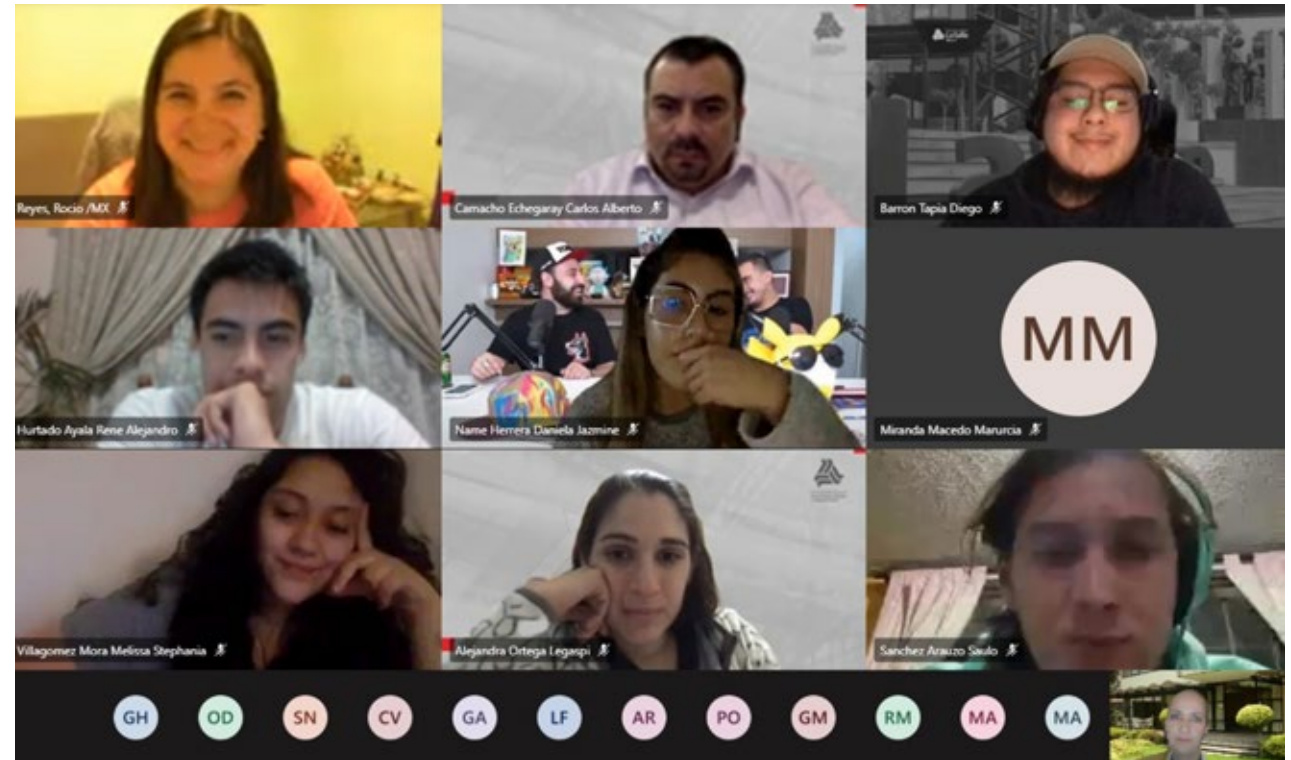 Reyes, Rocio /MX
Camacho Echegaray Carlos Alberto
Barron Tapia Diego
Hurtado Ayala Rene Alejandro
Name Herrera Daniela Jazmine
MM
Miranda Macedo Marurcia
Villagomez Mora Melissa Stephania
Alejandra Ortega Legaspi
Sanchez Arauzo Saulo
GH OD SN CV GA LF AR PO GM RM MA MA